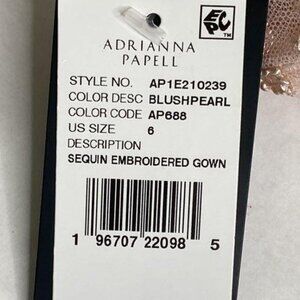 EPC™
ADRIANNA
PAPELL
STYLE NO. AP1E210239
COLOR DESC BLUSHPEARL
COLOR CODE AP688
US SIZE 6
DESCRIPTION
SEQUIN EMBROIDERED GOWN
1 96707 22098 5